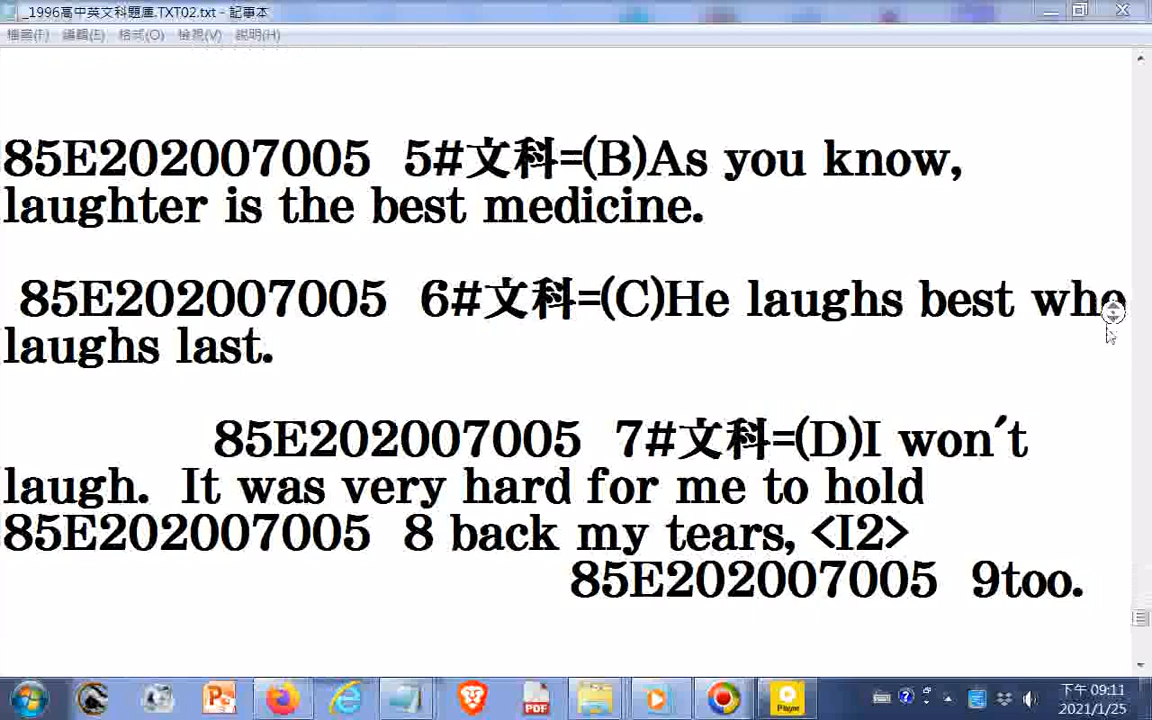 _1996高中英文科題庫.TXT02.txt - 記事本
檔案(F) 編輯(E) 格式(O) 檢視(V) 說明(H)
85E202007005 5#文科=(B)As you know,
laughter is the best medicine.
85E202007005 6#文科=(C)He laughs best who
laughs last.
85E202007005 7#文科=(D)I won't
laugh. It was very hard for me to hold
85E202007005 8 back my tears, <I2>
85E202007005 9too.
PDF
Player
下午 09:11
2021/1/25